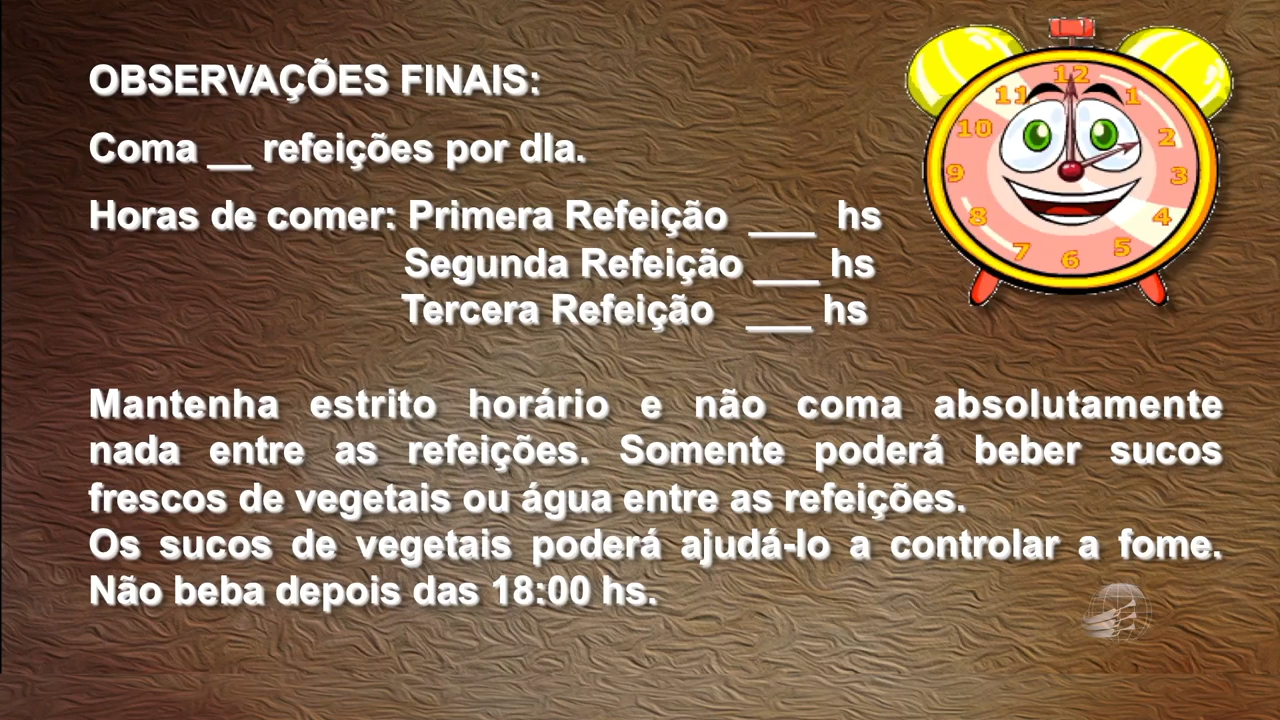 OBSERVAÇÕES FINAIS:
Coma __ refeições por dIa.
Horas de comer: Primera Refeição ___ hs
Segunda Refeição ___ hs
Tercera Refeição ___ hs
Mantenha estrito horário e não coma absolutamente
nada entre as refeições. Somente poderá beber sucos
frescos de vegetais ou água entre as refeições.
Os sucos de vegetais poderá ajudá-lo a controlar a fome.
Não beba depois das 18:00 hs.
12
11 1
10 2
9 3
8 4
7 5
6